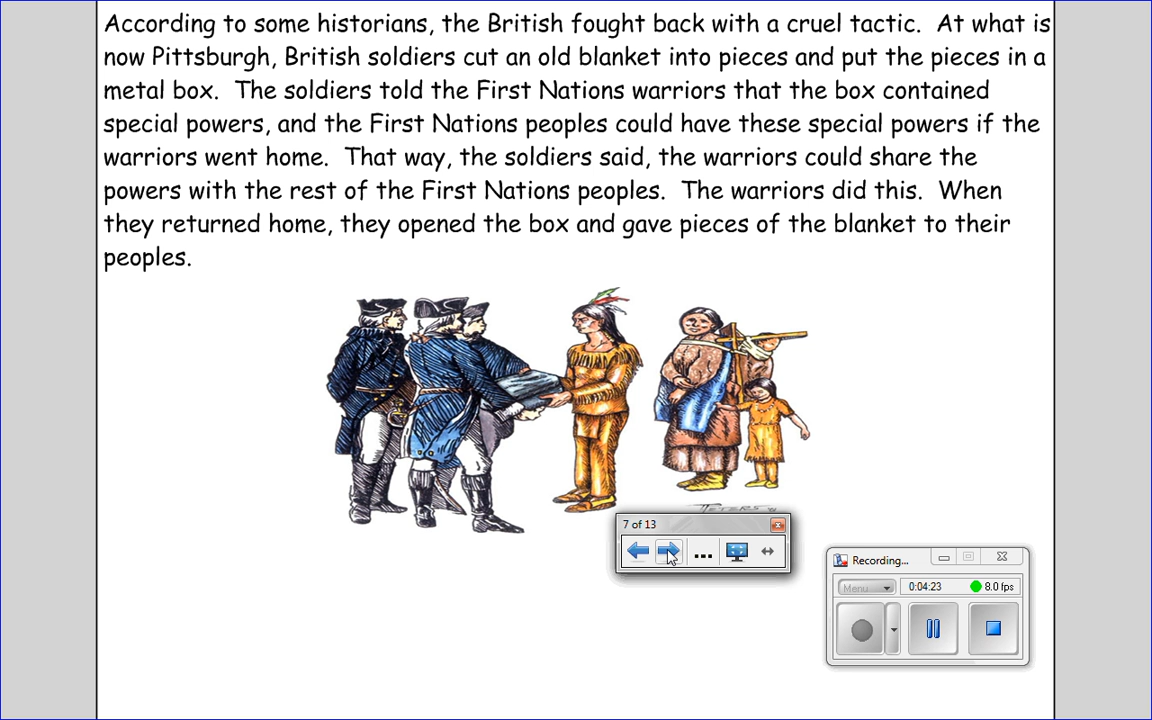 According to some historians, the British fought back with a cruel tactic.  At what is
now Pittsburgh, British soldiers cut an old blanket into pieces and put the pieces in a
metal box.  The soldiers told the First Nations warriors that the box contained
special powers, and the First Nations peoples could have these special powers if the
warriors went home.  That way, the soldiers said, the warriors could share the
powers with the rest of the First Nations peoples.  The warriors did this.  When
they returned home, they opened the box and gave pieces of the blanket to their
peoples.
7 of 13
...
Recording...
Menu
0:04:23
8.0 fps